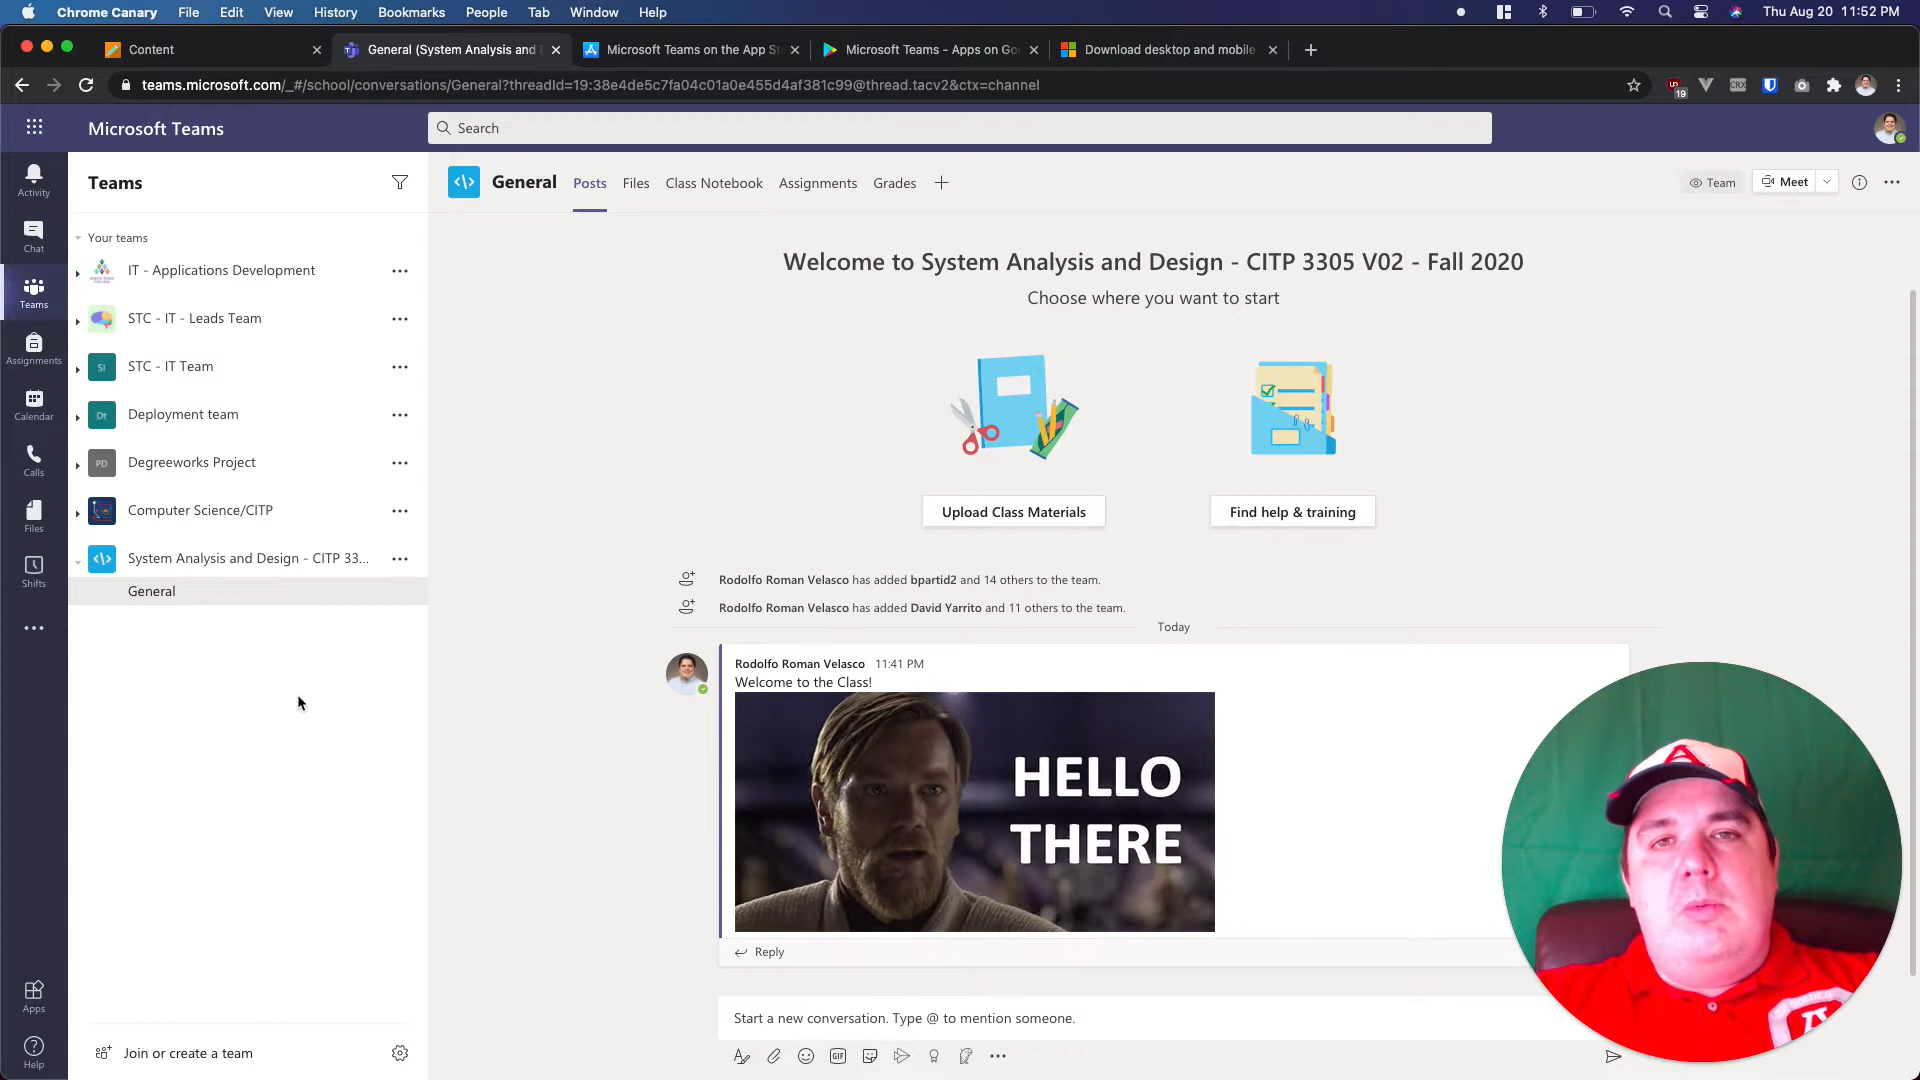 Chrome Canary File Edit View History Bookmarks People Tab Window Help Thu Aug 20 11:52 PM
Content General (System Analysis and Microsoft Teams on the App St Microsoft Teams - Apps on Go Download desktop and mobile
teams.microsoft.com/_#/school/conversations/General?threadId=19:38e4de5c7fa04c01a0e455d4af381c99@thread.tacv2&ctx=channel
19
CRX
Microsoft Teams
Search
Activity
Chat
Teams
Assignments
Calendar
Calls
Files
Shifts
Apps
Help
Teams
Your teams
IT - Applications Development
STC - IT - Leads Team
SI STC - IT Team
Dt Deployment team
PD Degreeworks Project
Computer Science/CITP
</> System Analysis and Design - CITP 33...
General
Join or create a team
</> General Posts Files Class Notebook Assignments Grades
Team Meet
Welcome to System Analysis and Design - CITP 3305 V02 - Fall 2020
Choose where you want to start
Upload Class Materials Find help & training
Rodolfo Roman Velasco has added bpartid2 and 14 others to the team.
Rodolfo Roman Velasco has added David Yarrito and 11 others to the team.
Today
Rodolfo Roman Velasco 11:41 PM
Welcome to the Class!
HELLO
THERE
Reply
Start a new conversation. Type @ to mention someone.
GIF